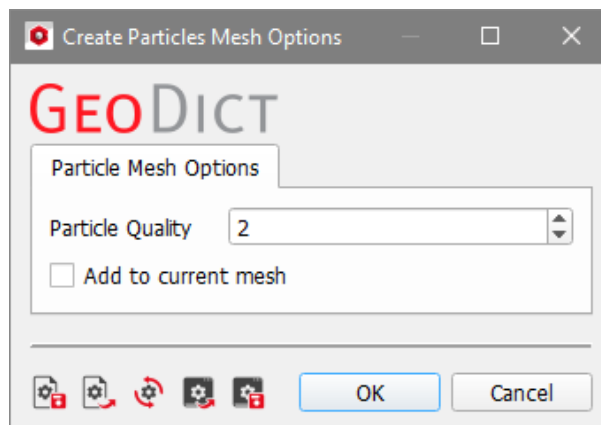 Create Particles Mesh Options
GEODICT
Particle Mesh Options
Particle Quality 2
Add to current mesh
OK Cancel